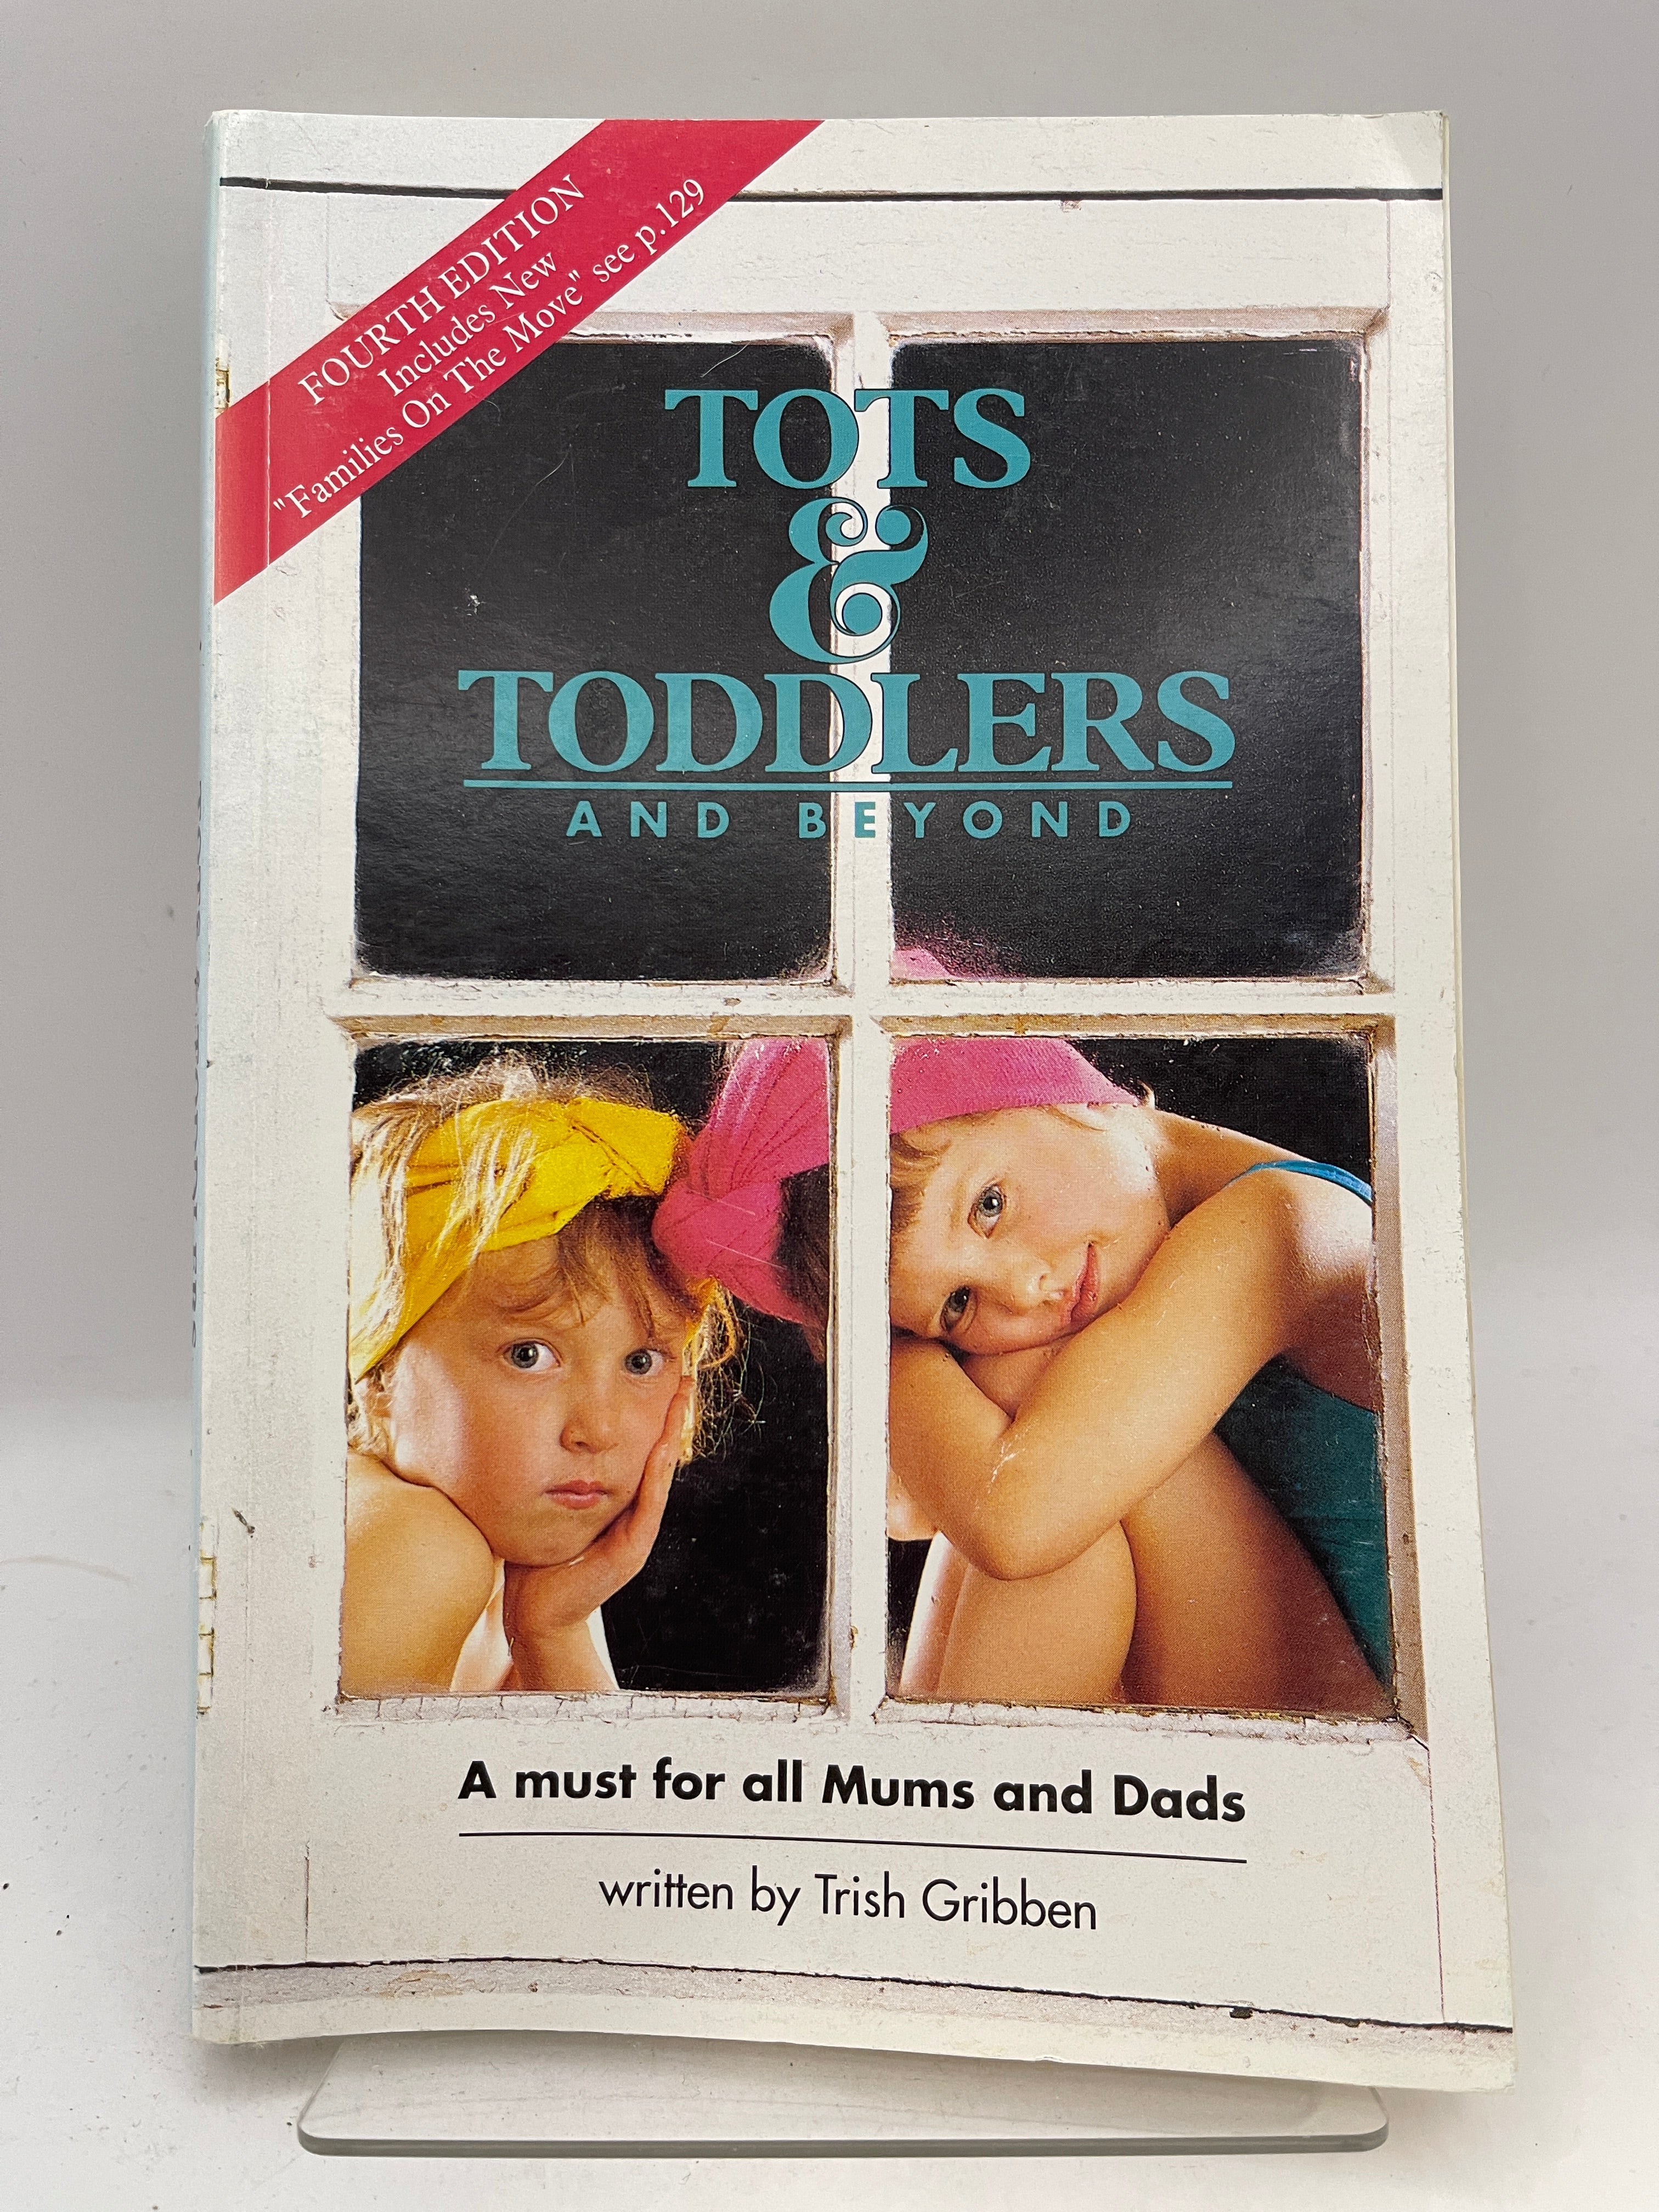 FOURTH EDITION
Includes New
"Families On The Move" see p.129
TOTS
&
TODDLERS
AND BEYOND
A must for all Mums and Dads
written by Trish Gribben